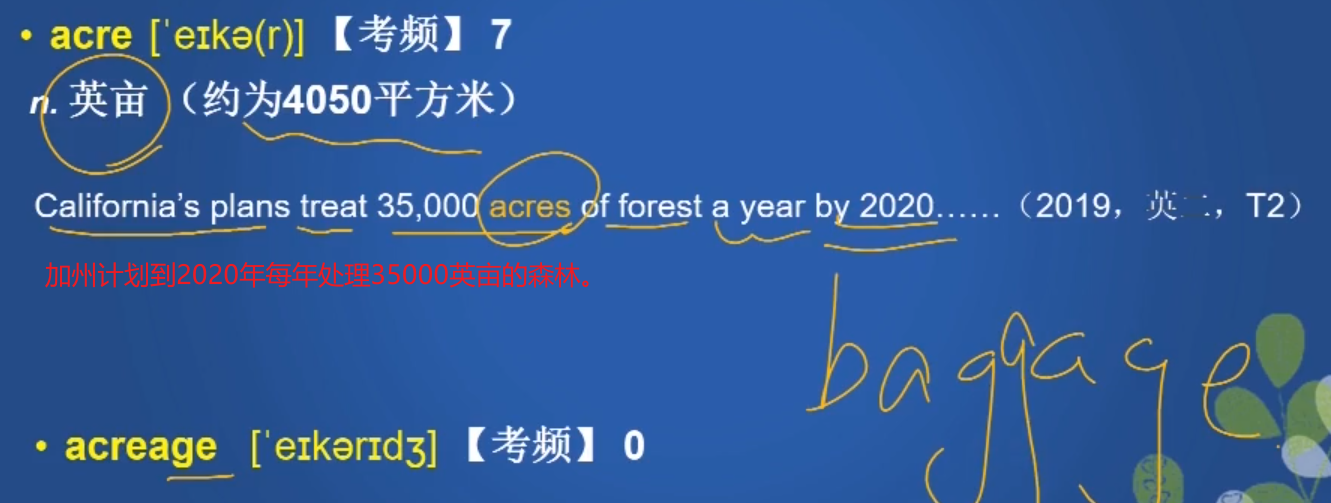 • acre [ˈeɪkə(r)] 【考频】 7
n. 英亩 （约为4050平方米）
California's plans treat 35,000 acres of forest a year by 2020……（2019，英二，T2）
加州计划到2020年每年处理35000英亩的森林。
baggage
• acreage [ˈeɪkərɪdʒ] 【考频】 0